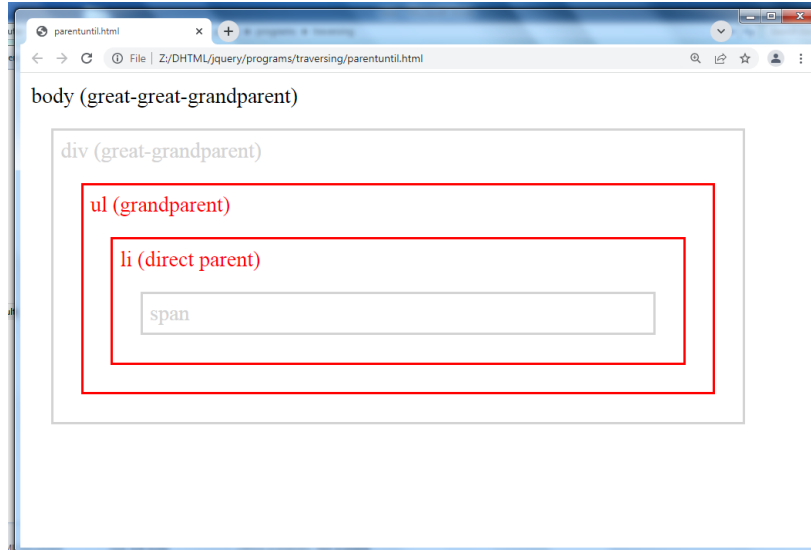 parentuntil.html
File | Z:/DHTML/jquery/programs/traversing/parentuntil.html
body (great-great-grandparent)
div (great-grandparent)
ul (grandparent)
li (direct parent)
span